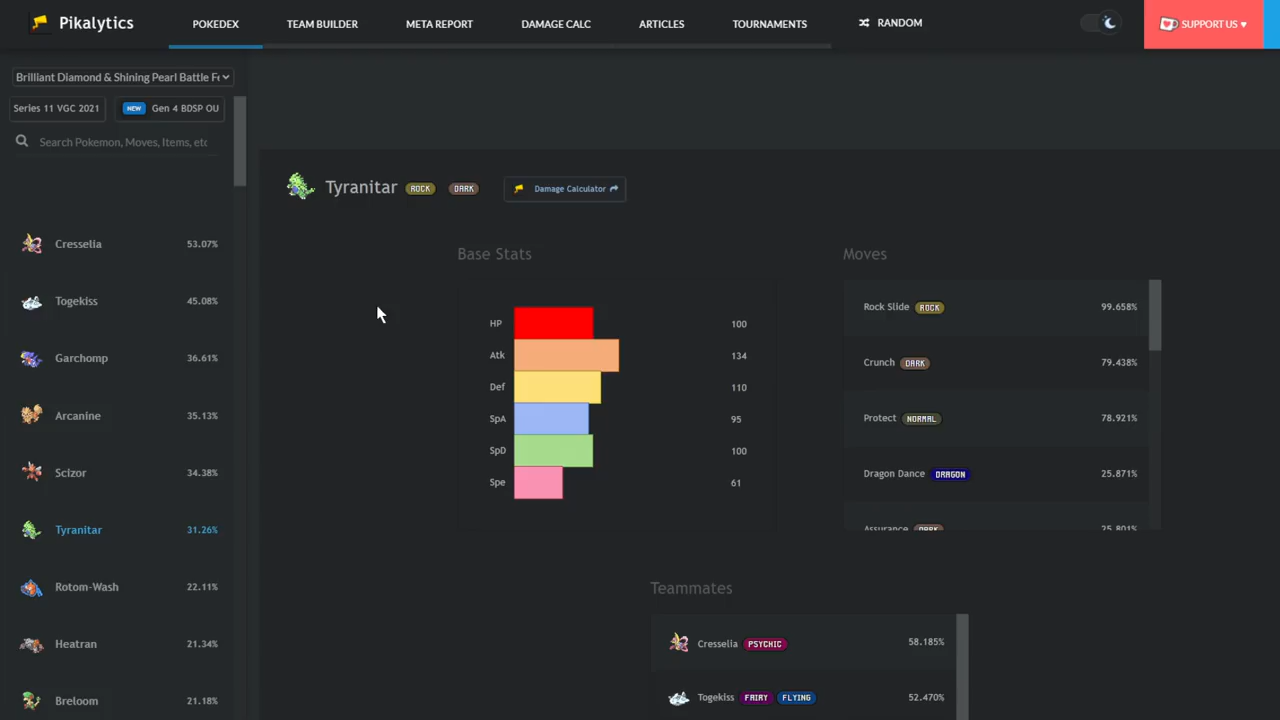 Pikalytics
POKEDEX
TEAM BUILDER
META REPORT
DAMAGE CALC
ARTICLES
TOURNAMENTS
RANDOM
SUPPORT US ♥
Brilliant Diamond & Shining Pearl Battle Fe
Series 11 VGC 2021
NEW Gen 4 BDSP OU
Search Pokemon, Moves, Items, etc
Cresselia 53.07%
Togekiss 45.08%
Garchomp 36.61%
Arcanine 35.13%
Scizor 34.38%
Tyranitar 31.26%
Rotom-Wash 22.11%
Heatran 21.34%
Breloom 21.18%
Tyranitar ROCK DARK
Damage Calculator
Base Stats
HP 100
Atk 134
Def 110
SpA 95
SpD 100
Spe 61
Moves
Rock Slide ROCK 99.658%
Crunch DARK 79.438%
Protect NORMAL 78.921%
Dragon Dance DRAGON 25.871%
Assurance DARK 25.801%
Teammates
Cresselia PSYCHIC 58.185%
Togekiss FAIRY FLYING 52.470%